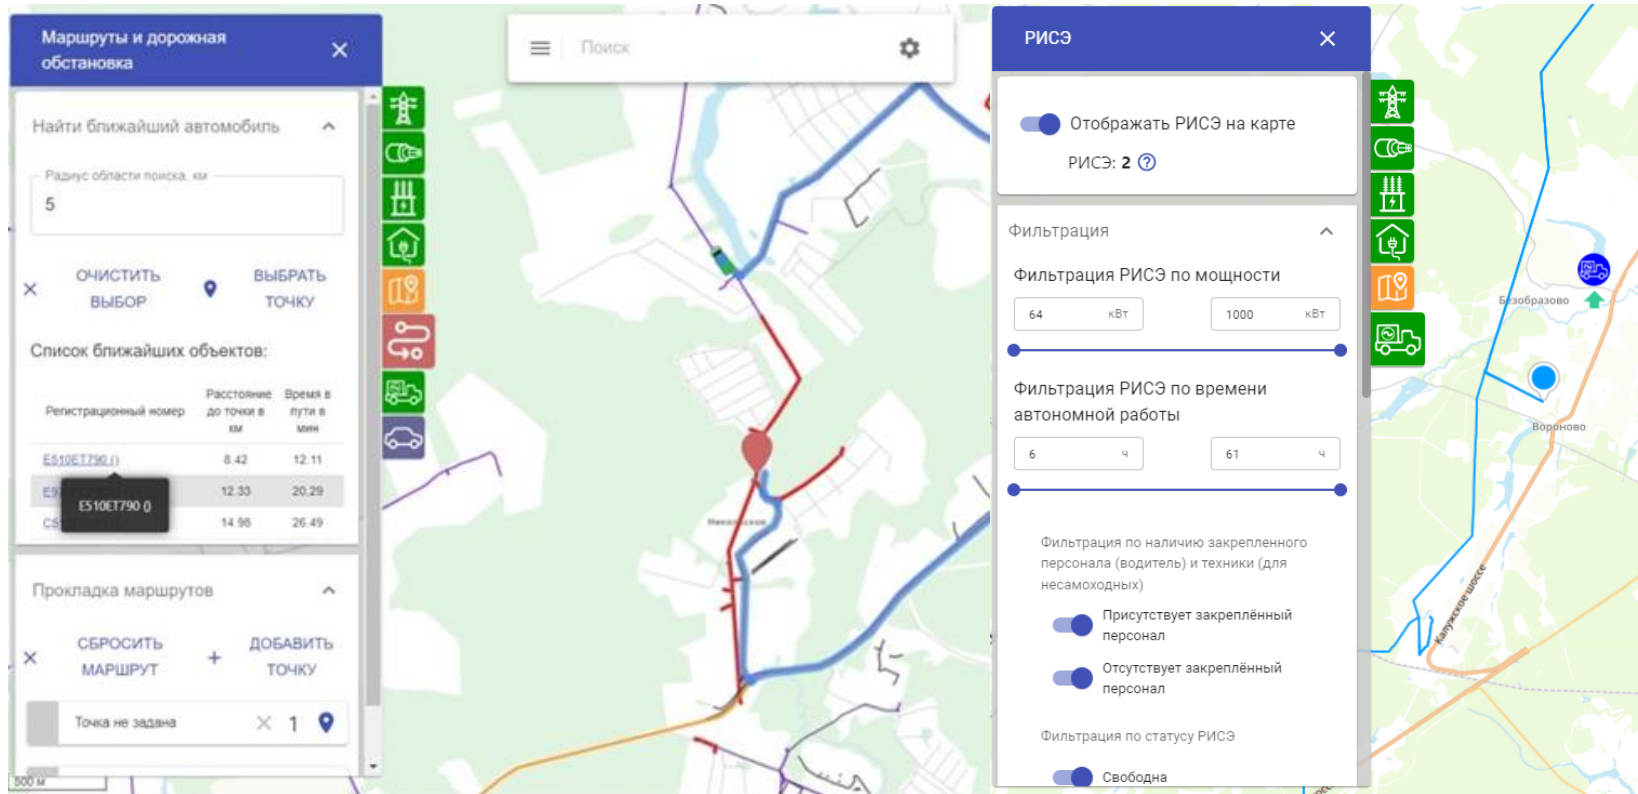 Маршруты и дорожная
обстановка
Найти ближайший автомобиль
Радиус области поиска, км
5
ОЧИСТИТЬ
ВЫБОР
ВЫБРАТЬ
ТОЧКУ
Список ближайших объектов:
Регистрационный номер
Расстояние
до точки в
км
Время в
пути в
мин
E510ET790 ()
8.42
12.11
12.33
20.29
E510ET790 ()
14.96
26.49
Прокладка маршрутов
СБРОСИТЬ
МАРШРУТ
ДОБАВИТЬ
ТОЧКУ
Точка не задана
1
500 м
Поиск
Никольское
РИСЭ
Отображать РИСЭ на карте
РИСЭ: 2
Фильтрация
Фильтрация РИСЭ по мощности
64 кВт
1000 кВт
Фильтрация РИСЭ по времени
автономной работы
6 ч
61 ч
Фильтрация по наличию закрепленного
персонала (водитель) и техники (для
несамоходных)
Присутствует закреплённый
персонал
Отсутствует закреплённый
персонал
Фильтрация по статусу РИСЭ
Свободна
Безобразово
Вороново
Калужское шоссе